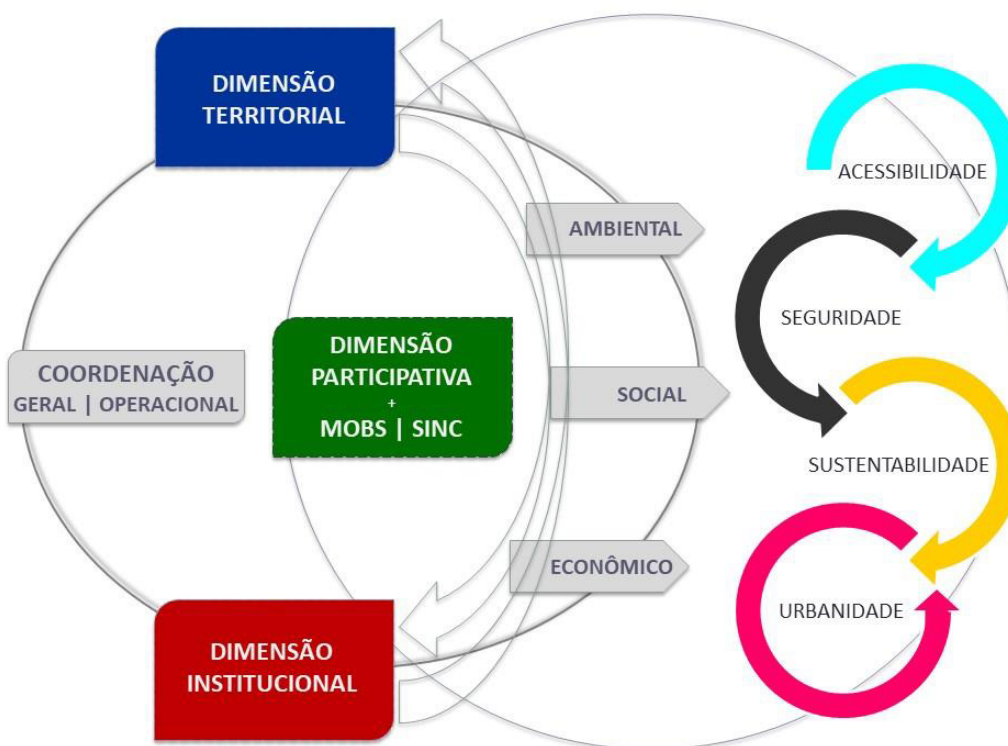 DIMENSÃO
TERRITORIAL
ACESSIBILIDADE
AMBIENTAL
SEGURIDADE
COORDENAÇÃO
GERAL | OPERACIONAL
DIMENSÃO
PARTICIPATIVA
+
MOBS | SINC
SOCIAL
SUSTENTABILIDADE
ECONÔMICO
URBANIDADE
DIMENSÃO
INSTITUCIONAL